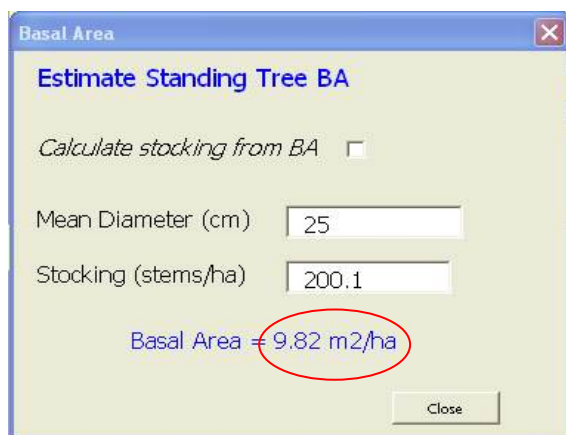 Basal Area
Estimate Standing Tree BA
Calculate stocking from BA
Mean Diameter (cm) 25
Stocking (stems/ha) 200.1
Basal Area = 9.82 m2/ha
Close